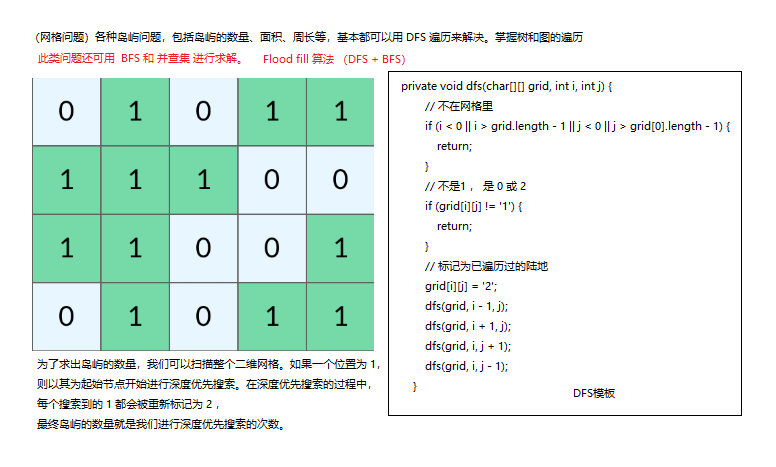 （网格问题）各种岛屿问题，包括岛屿的数量、面积、周长等，基本都可以用 DFS 遍历来解决。掌握树和图的遍历
此类问题还可用 BFS 和 并查集 进行求解。 Flood fill 算法 （DFS + BFS）
0 1 0 1 1
1 1 1 0 0
1 1 0 0 1
0 1 0 1 1
为了求出岛屿的数量，我们可以扫描整个二维网格。如果一个位置为 1，
则以其为起始节点开始进行深度优先搜索。在深度优先搜索的过程中，
每个搜索到的 1 都会被重新标记为 2 ，
最终岛屿的数量就是我们进行深度优先搜索的次数。
private void dfs(char[][] grid, int i, int j) {
// 不在网格里
if (i < 0 || i > grid.length - 1 || j < 0 || j > grid[0].length - 1) {
return;
}
// 不是1 ， 是 0 或 2
if (grid[i][j] != '1') {
return;
}
// 标记为已遍历过的陆地
grid[i][j] = '2';
dfs(grid, i - 1, j);
dfs(grid, i + 1, j);
dfs(grid, i, j + 1);
dfs(grid, i, j - 1);
}
DFS模板